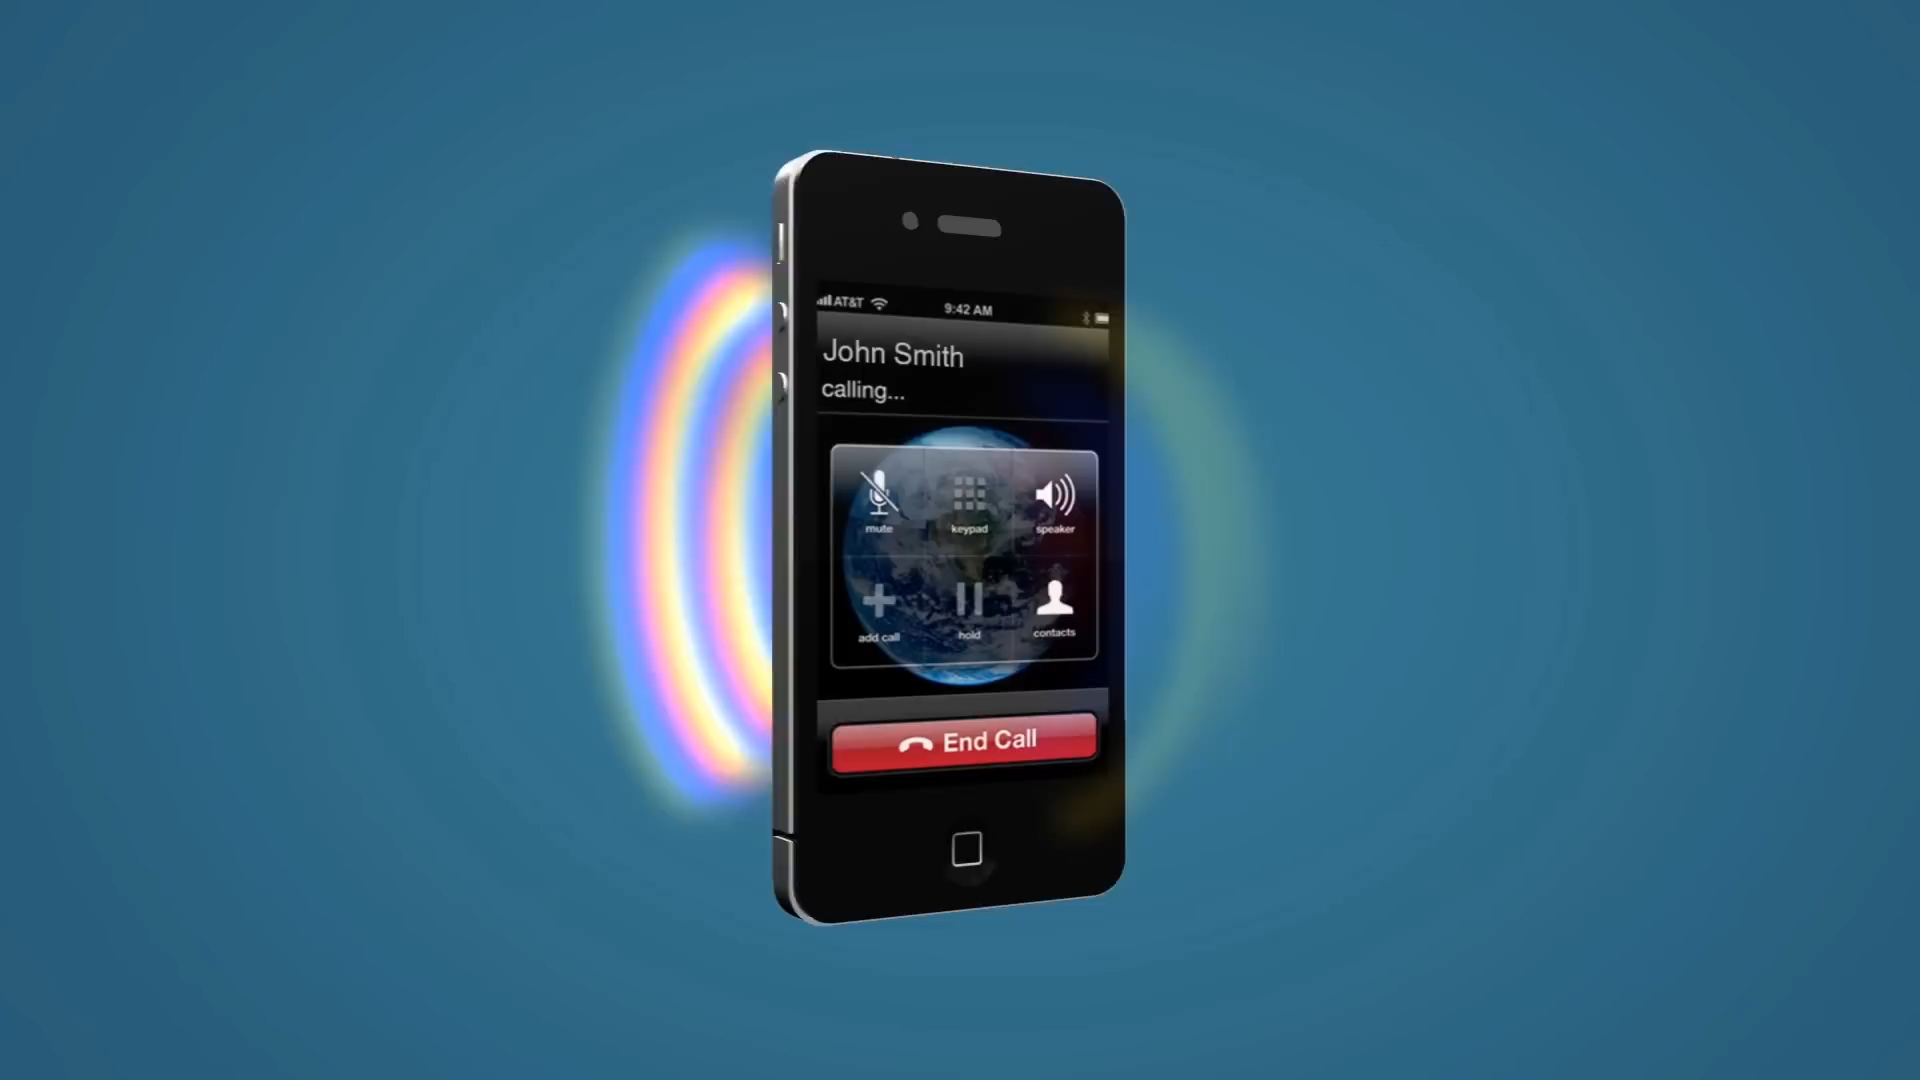 AT&T 9:42 AM
John Smith
calling...
mute keypad speaker
add call hold contacts
End Call